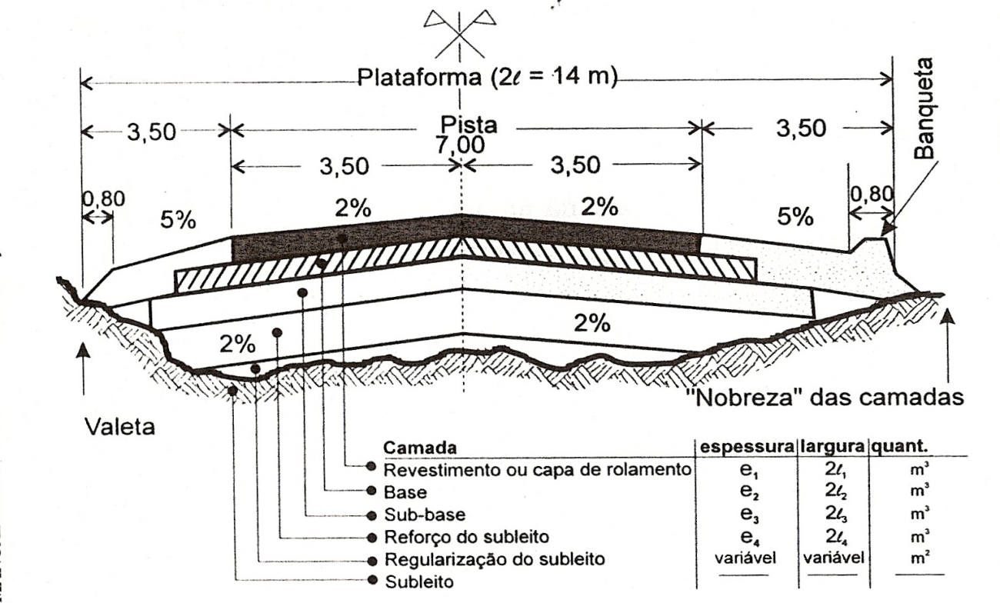 Plataforma (2ℓ = 14 m)
Banqueta
3,50
Pista
3,50
7,00
3,50
3,50
0,80
5%
2%
2%
5%
0,80
2%
2%
Valeta
"Nobreza" das camadas
Camada espessura largura quant.
Revestimento ou capa de rolamento e₁ 2ℓ₁ m³
Base e₂ 2ℓ₂ m³
Sub-base e₃ 2ℓ₃ m³
Reforço do subleito e₄ 2ℓ₄ m³
Regularização do subleito variável variável m²
Subleito